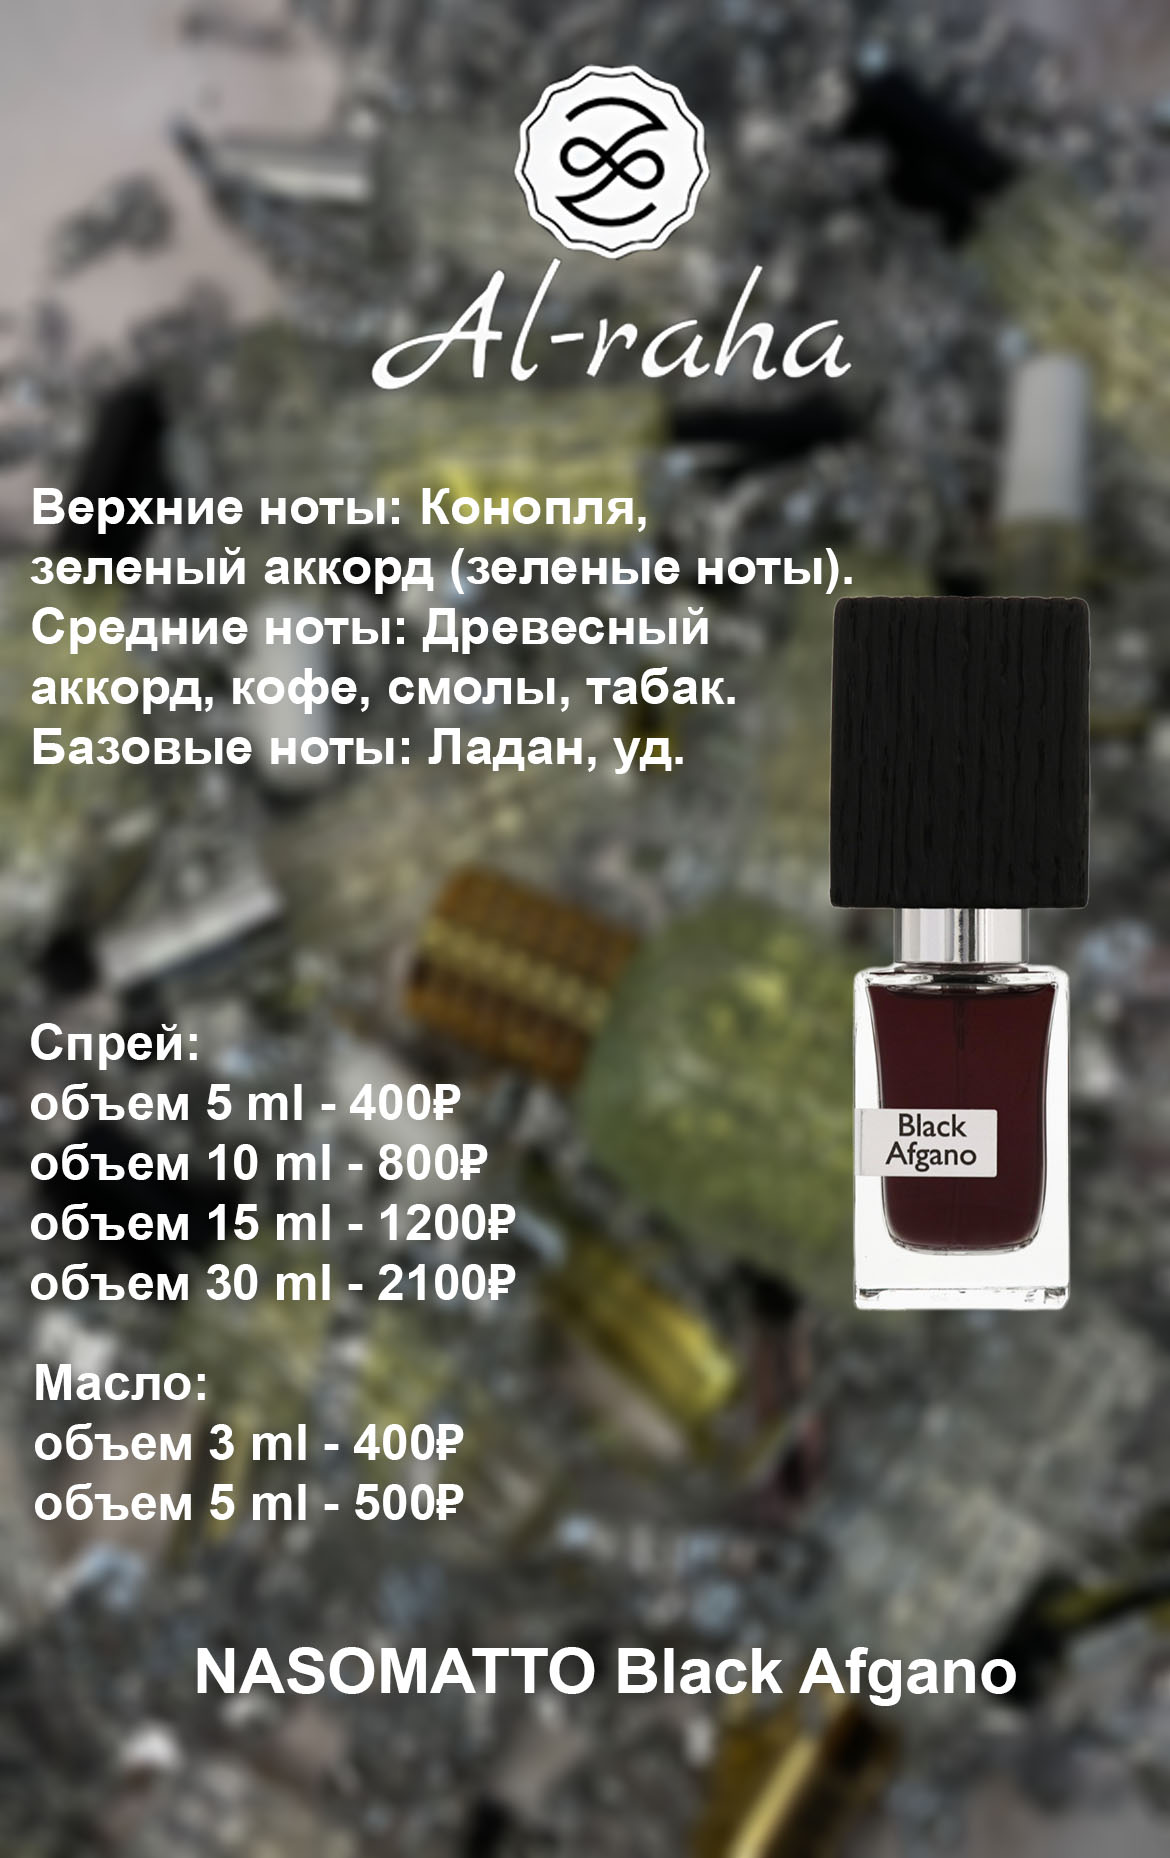 Al-raha
Верхние ноты: Конопля,
зеленый аккорд (зеленые ноты).
Средние ноты: Древесный
аккорд, кофе, смолы, табак.
Базовые ноты: Ладан, уд.
Спрей:
объем 5 ml - 400₽
объем 10 ml - 800₽
объем 15 ml - 1200₽
объем 30 ml - 2100₽
Black
Afgano
Масло:
объем 3 ml - 400₽
объем 5 ml - 500₽
NASOMATTO Black Afgano